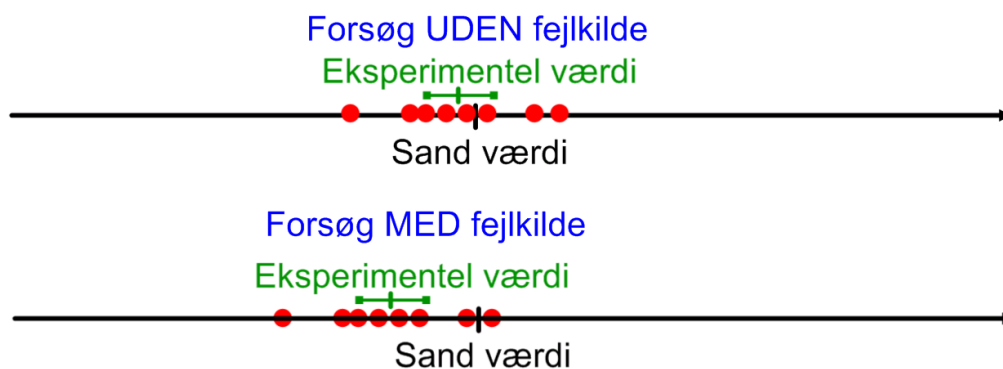 Forsøg UDEN fejlkilde
Eksperimentel værdi
Sand værdi
Forsøg MED fejlkilde
Eksperimentel værdi
Sand værdi